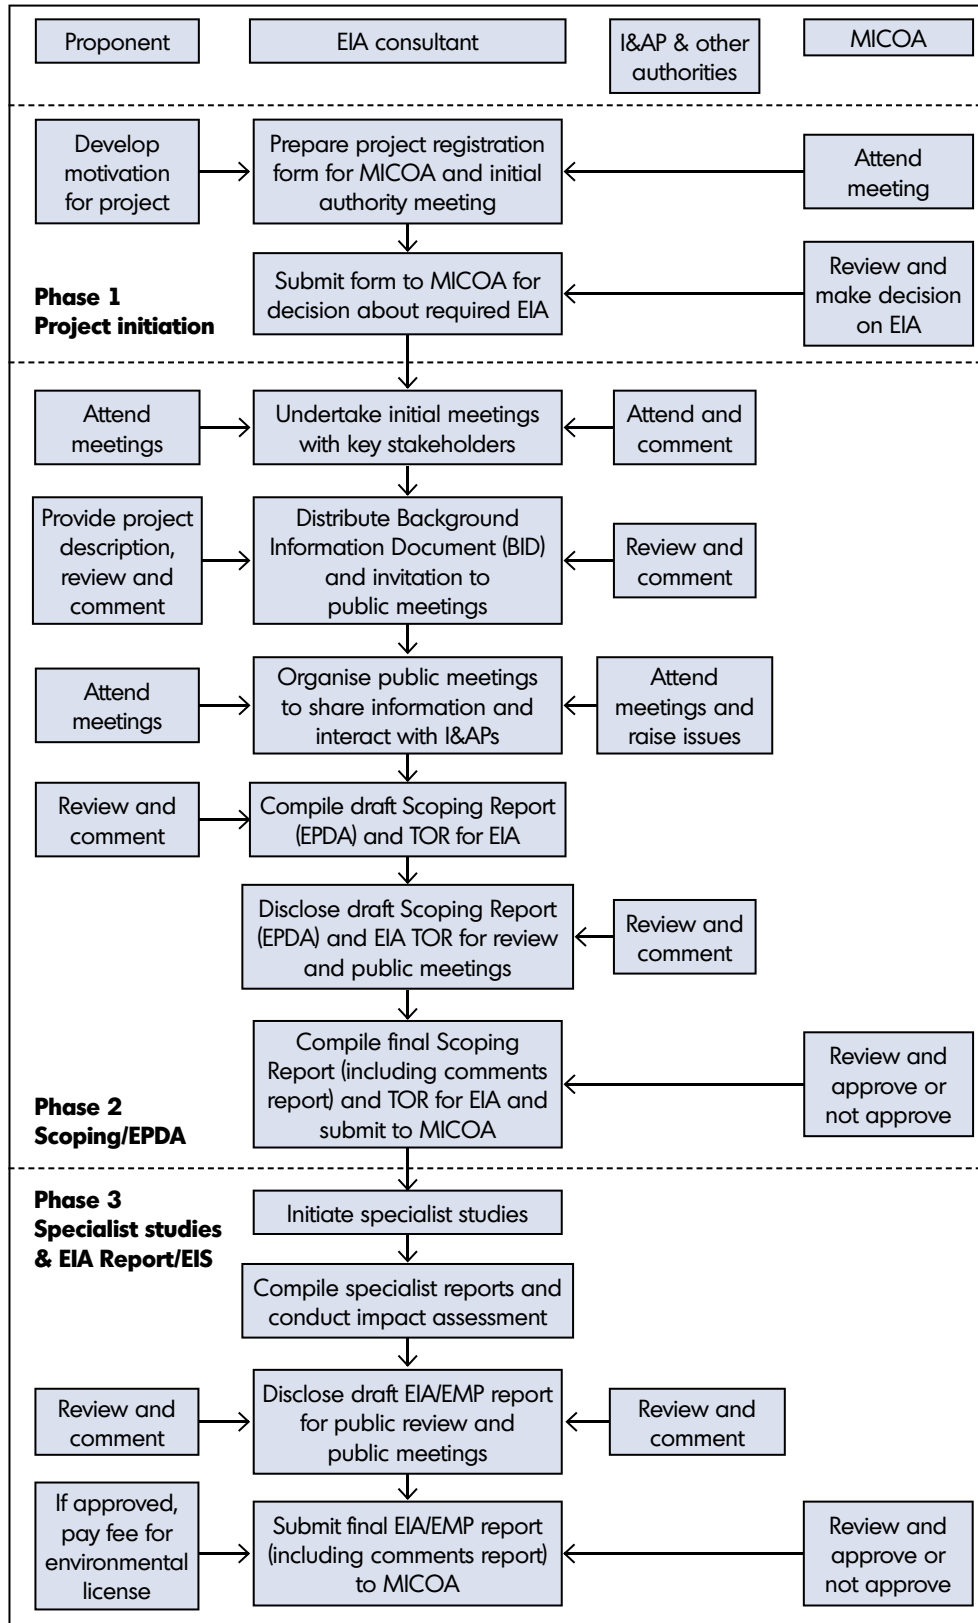 Proponent
EIA consultant
I&AP & other
authorities
MICOA
Develop
motivation
for project
Prepare project registration
form for MICOA and initial
authority meeting
Attend
meeting
Submit form to MICOA for
decision about required EIA
Review and
make decision
on EIA
Phase 1
Project initiation
Attend
meetings
Undertake initial meetings
with key stakeholders
Attend and
comment
Provide project
description,
review and
comment
Distribute Background
Information Document (BID)
and invitation to
public meetings
Review and
comment
Attend
meetings
Organise public meetings
to share information and
interact with I&APs
Attend
meetings and
raise issues
Review and
comment
Compile draft Scoping Report
(EPDA) and TOR for EIA
Disclose draft Scoping Report
(EPDA) and EIA TOR for review
and public meetings
Review and
comment
Compile final Scoping
Report (including comments
report) and TOR for EIA and
submit to MICOA
Review and
approve or
not approve
Phase 2
Scoping/EPDA
Phase 3
Specialist studies
& EIA Report/EIS
Initiate specialist studies
Compile specialist reports and
conduct impact assessment
Review and
comment
Disclose draft EIA/EMP report
for public review and
public meetings
Review and
comment
If approved,
pay fee for
environmental
license
Submit final EIA/EMP report
(including comments report)
to MICOA
Review and
approve or
not approve